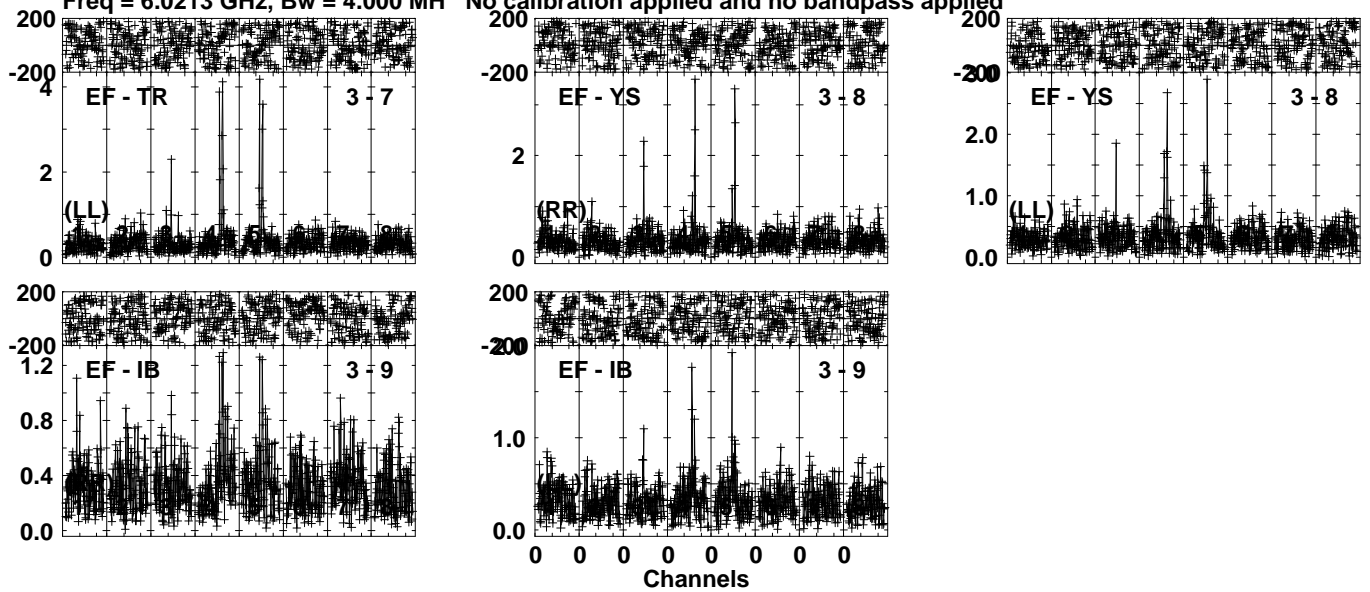 Freq = 6.0213 GHz, Bw = 4.000 MH No calibration applied and no bandpass applied
200 200 200
-200 -200 -200
3.0
EF - TR 3 - 7 EF - YS 3 - 8 EF - YS 3 - 8
4 2.0
2 2 1.0
(LL) (RR) (LL)
0 0 0.0
200 200
-200 -200
2.0
EF - IB 3 - 9 EF - IB 3 - 9
1.2
0.8 1.0
0.4
0.0 0.0
0 0 0 0 0 0 0 0
Channels